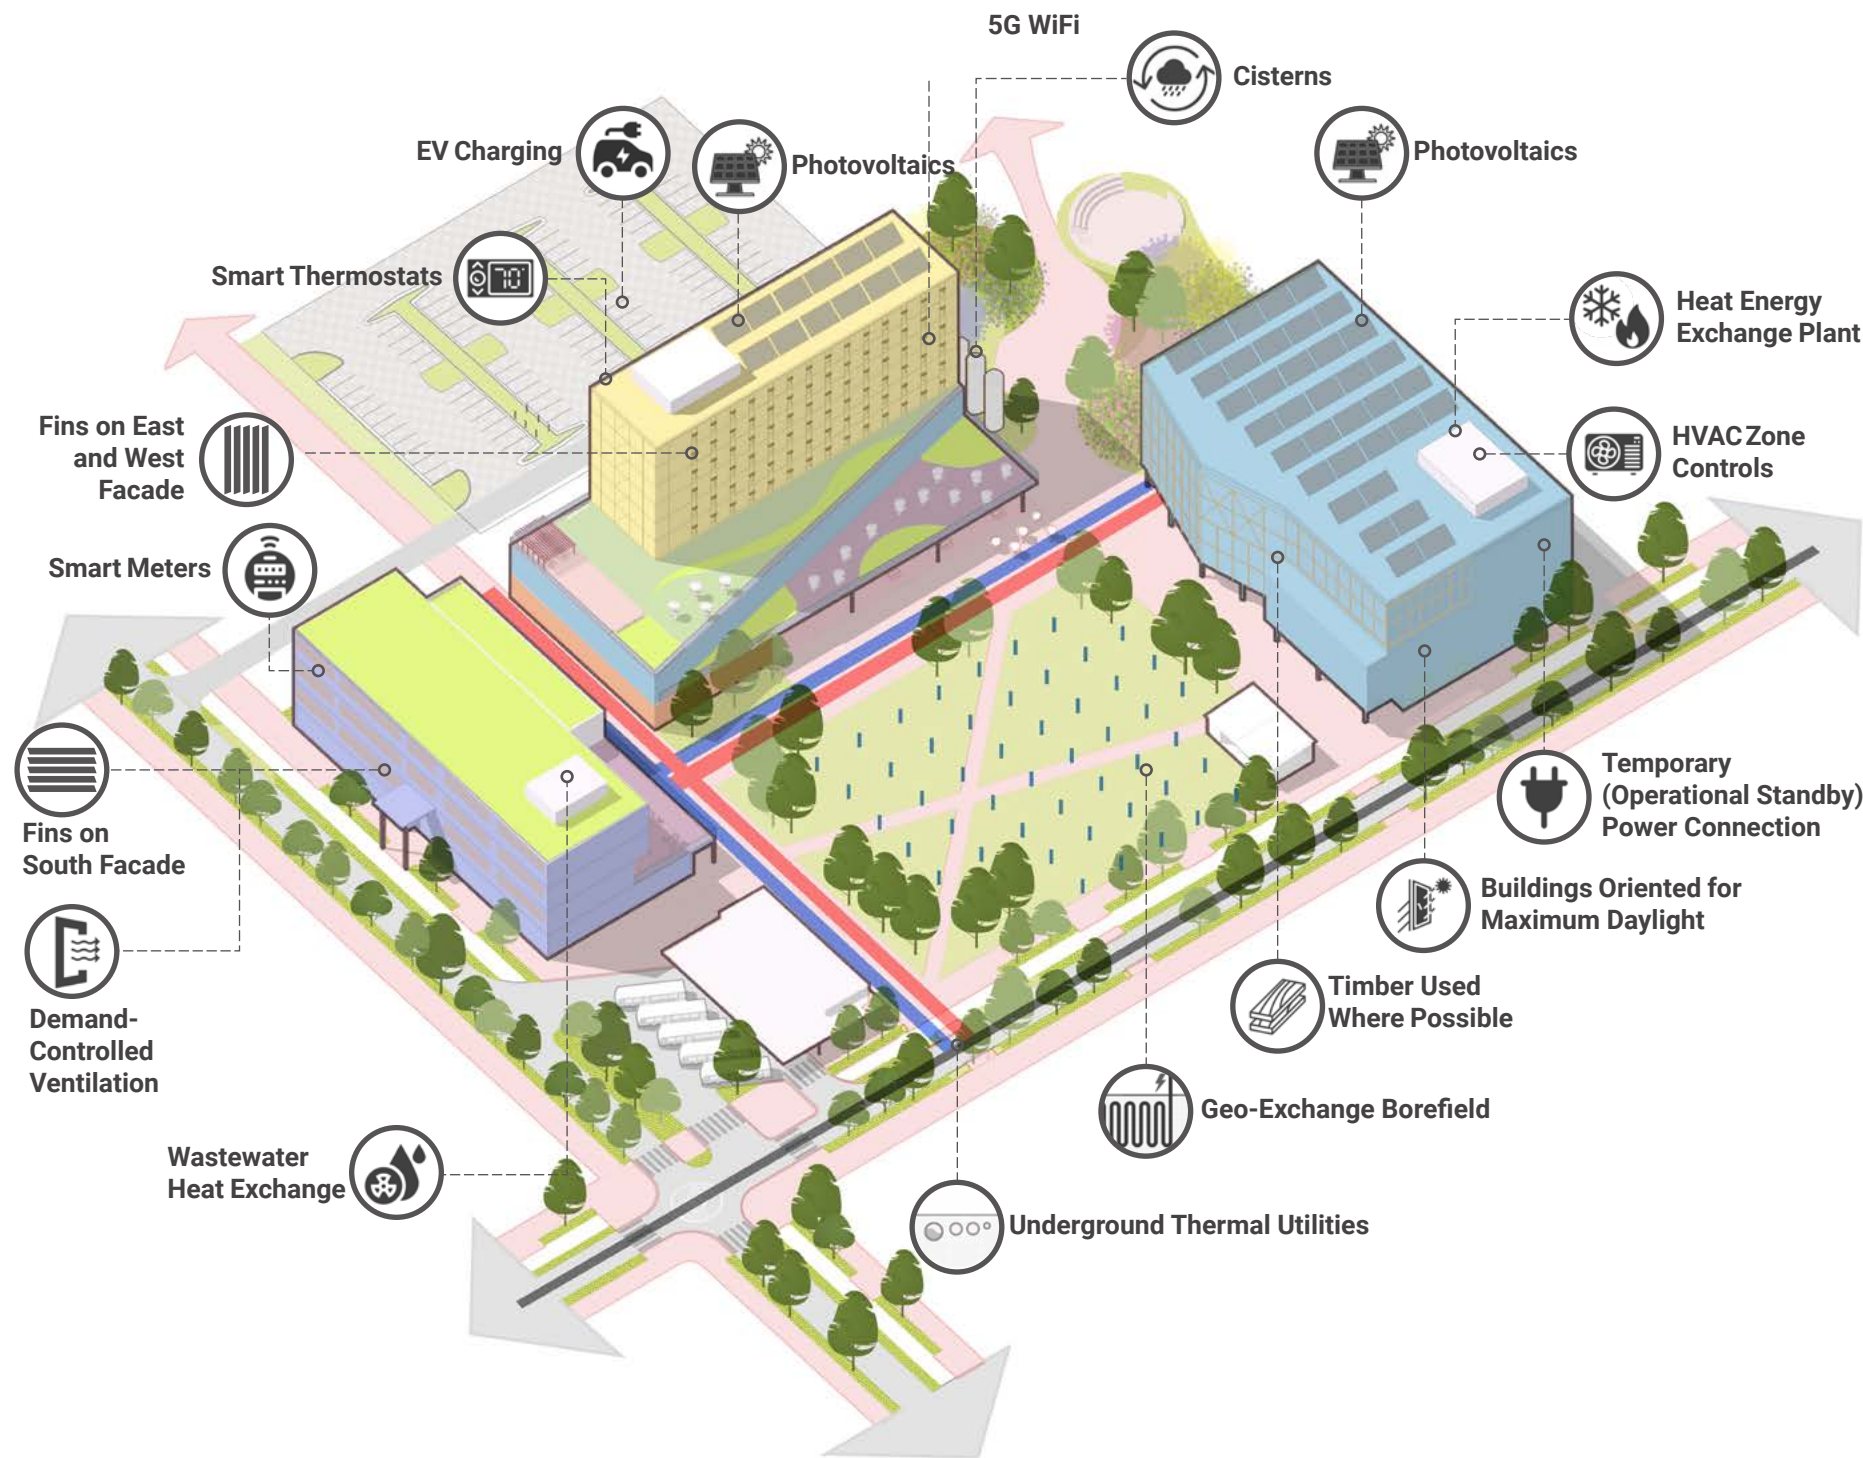 5G WiFi
Cisterns
EV Charging
Photovoltaics
Photovoltaics
Smart Thermostats
70°
Heat Energy
Exchange Plant
Fins on East
and West
Facade
HVAC Zone
Controls
Smart Meters
Fins on
South Facade
Temporary
(Operational Standby)
Power Connection
Buildings Oriented for
Maximum Daylight
Demand-
Controlled
Ventilation
Timber Used
Where Possible
Geo-Exchange Borefield
Wastewater
Heat Exchange
Underground Thermal Utilities